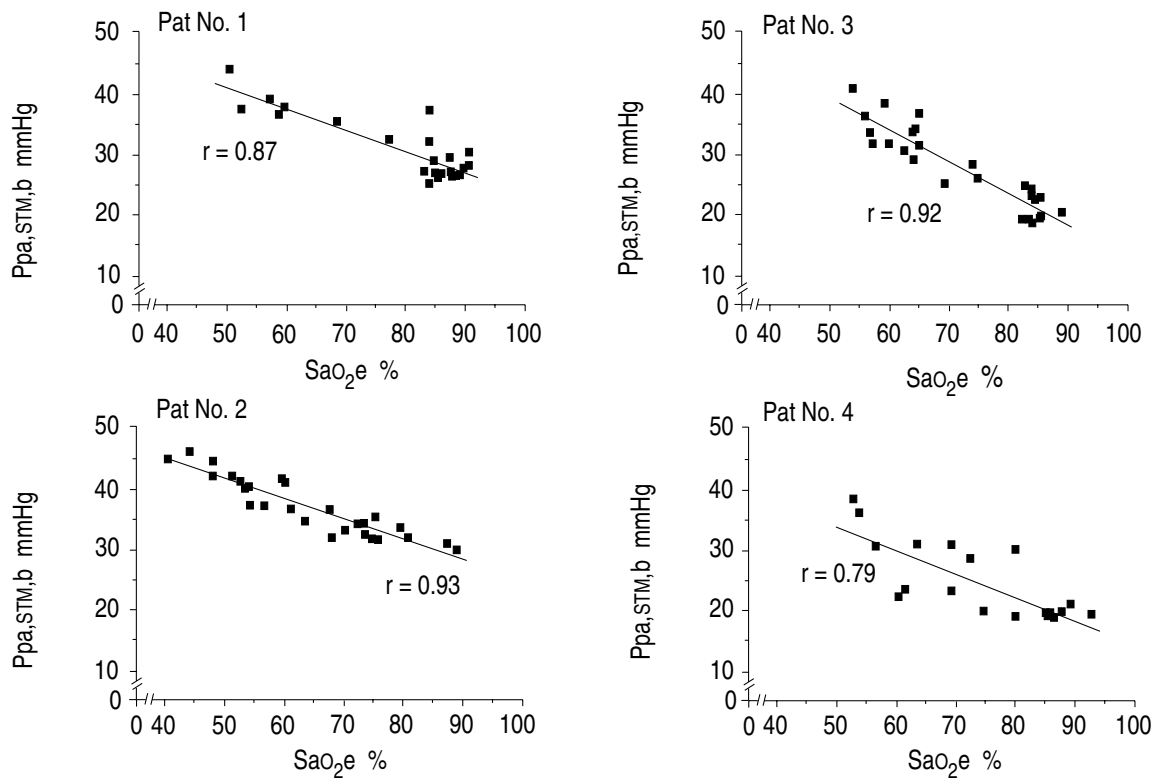 Pat No. 1
50
40
30
20
10
0
Ppa,STM,b mmHg
r = 0.87
0 40 50 60 70 80 90 100
SaO₂e %
Pat No. 3
50
40
30
20
10
0
Ppa,STM,b mmHg
r = 0.92
0 40 50 60 70 80 90 100
SaO₂e %
Pat No. 2
50
40
30
20
10
0
Ppa,STM,b mmHg
r = 0.93
0 40 50 60 70 80 90 100
SaO₂e %
Pat No. 4
50
40
30
20
10
0
Ppa,STM,b mmHg
r = 0.79
0 40 50 60 70 80 90 100
SaO₂e %